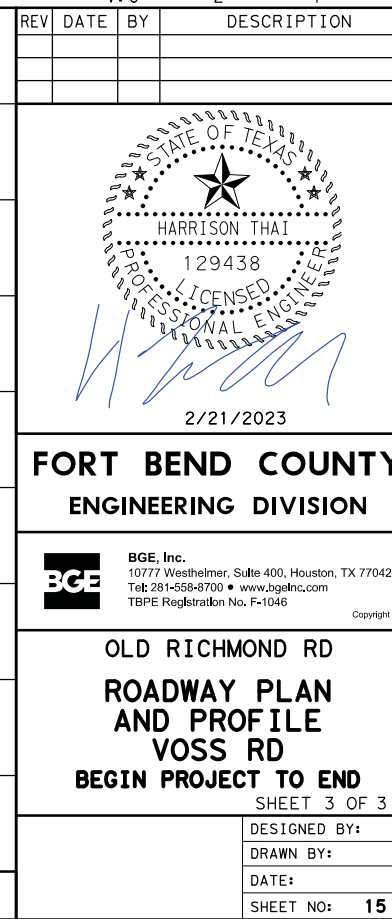 REV DATE BY DESCRIPTION
STATE OF TEXAS
HARRISON THAI
129438
LICENSED
PROFESSIONAL ENGINEER
2/21/2023
FORT BEND COUNTY
ENGINEERING DIVISION
BGE
BGE, Inc.
10777 Westheimer, Suite 400, Houston, TX 77042
Tel: 281-558-8700 ● www.bgeinc.com
TBPE Registration No. F-1046
Copyright
OLD RICHMOND RD
ROADWAY PLAN
AND PROFILE
VOSS RD
BEGIN PROJECT TO END
SHEET 3 OF 3
DESIGNED BY:
DRAWN BY:
DATE:
SHEET NO: 15